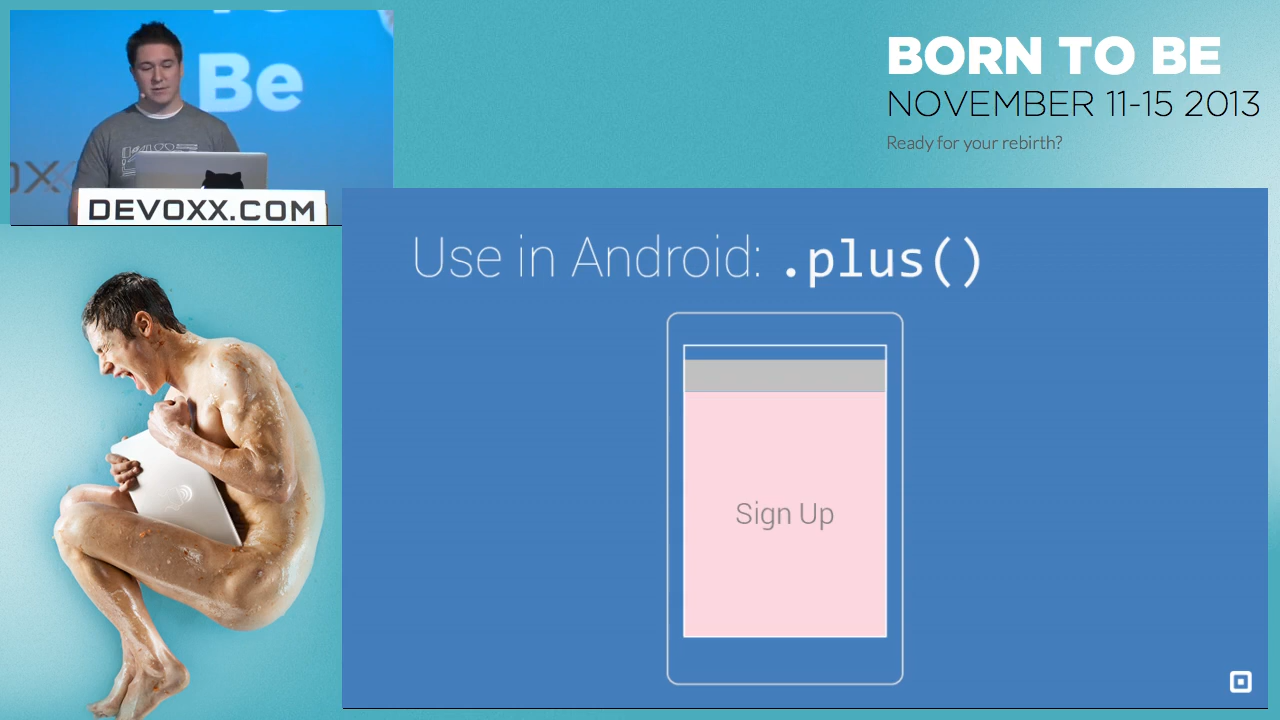 Be
BORN TO BE
NOVEMBER 11-15 2013
Ready for your rebirth?
DEVOXX.COM
Use in Android: .plus()
Sign Up